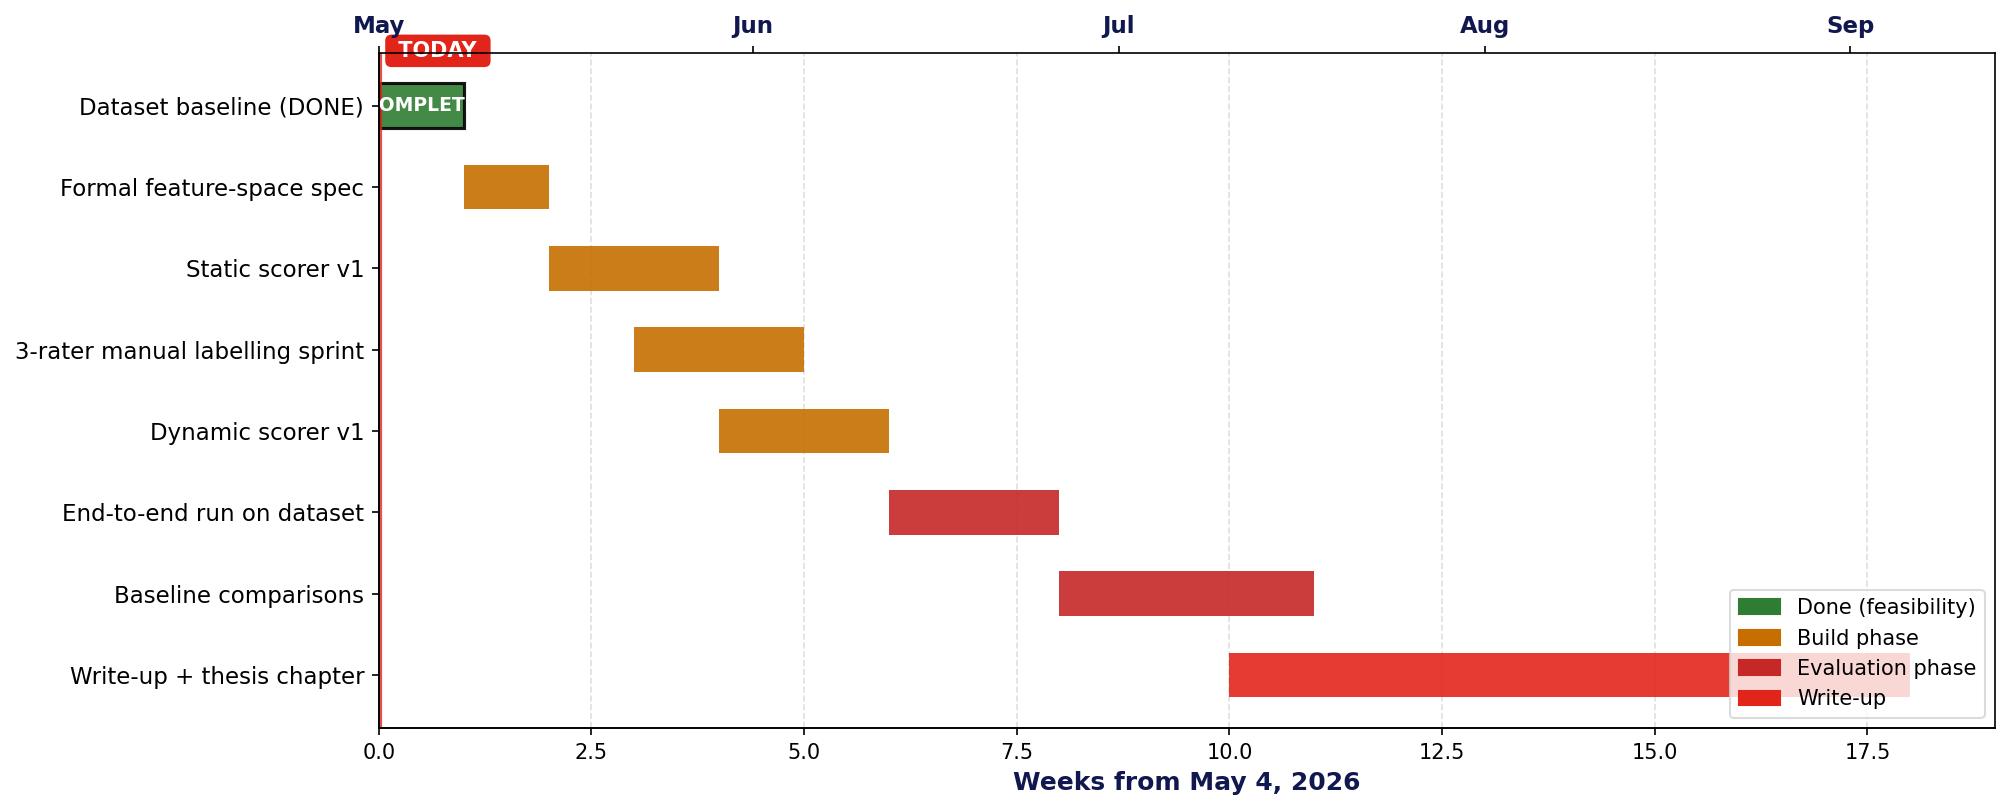 May Jun Jul Aug Sep
TODAY
Dataset baseline (DONE)
OMPLET
Formal feature-space spec
Static scorer v1
3-rater manual labelling sprint
Dynamic scorer v1
End-to-end run on dataset
Baseline comparisons
Write-up + thesis chapter
Done (feasibility)
Build phase
Evaluation phase
Write-up
0.0 2.5 5.0 7.5 10.0 12.5 15.0 17.5
Weeks from May 4, 2026